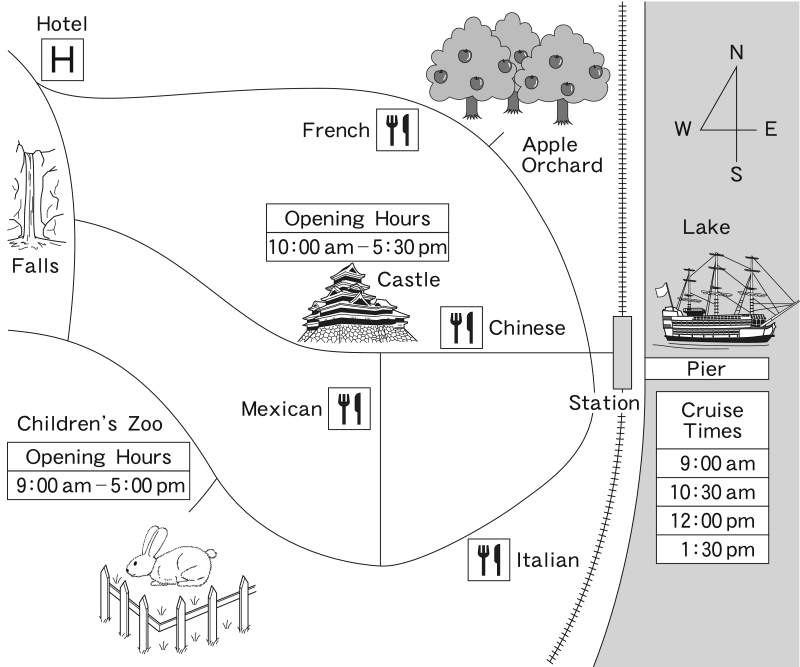 Hotel
H
French
Apple
Orchard
N
W
E
S
Opening Hours
10:00 am – 5:30 pm
Castle
Falls
Lake
Chinese
Pier
Station
Mexican
Children's Zoo
Opening Hours
9:00 am – 5:00 pm
Cruise
Times
9:00 am
10:30 am
12:00 pm
1:30 pm
Italian